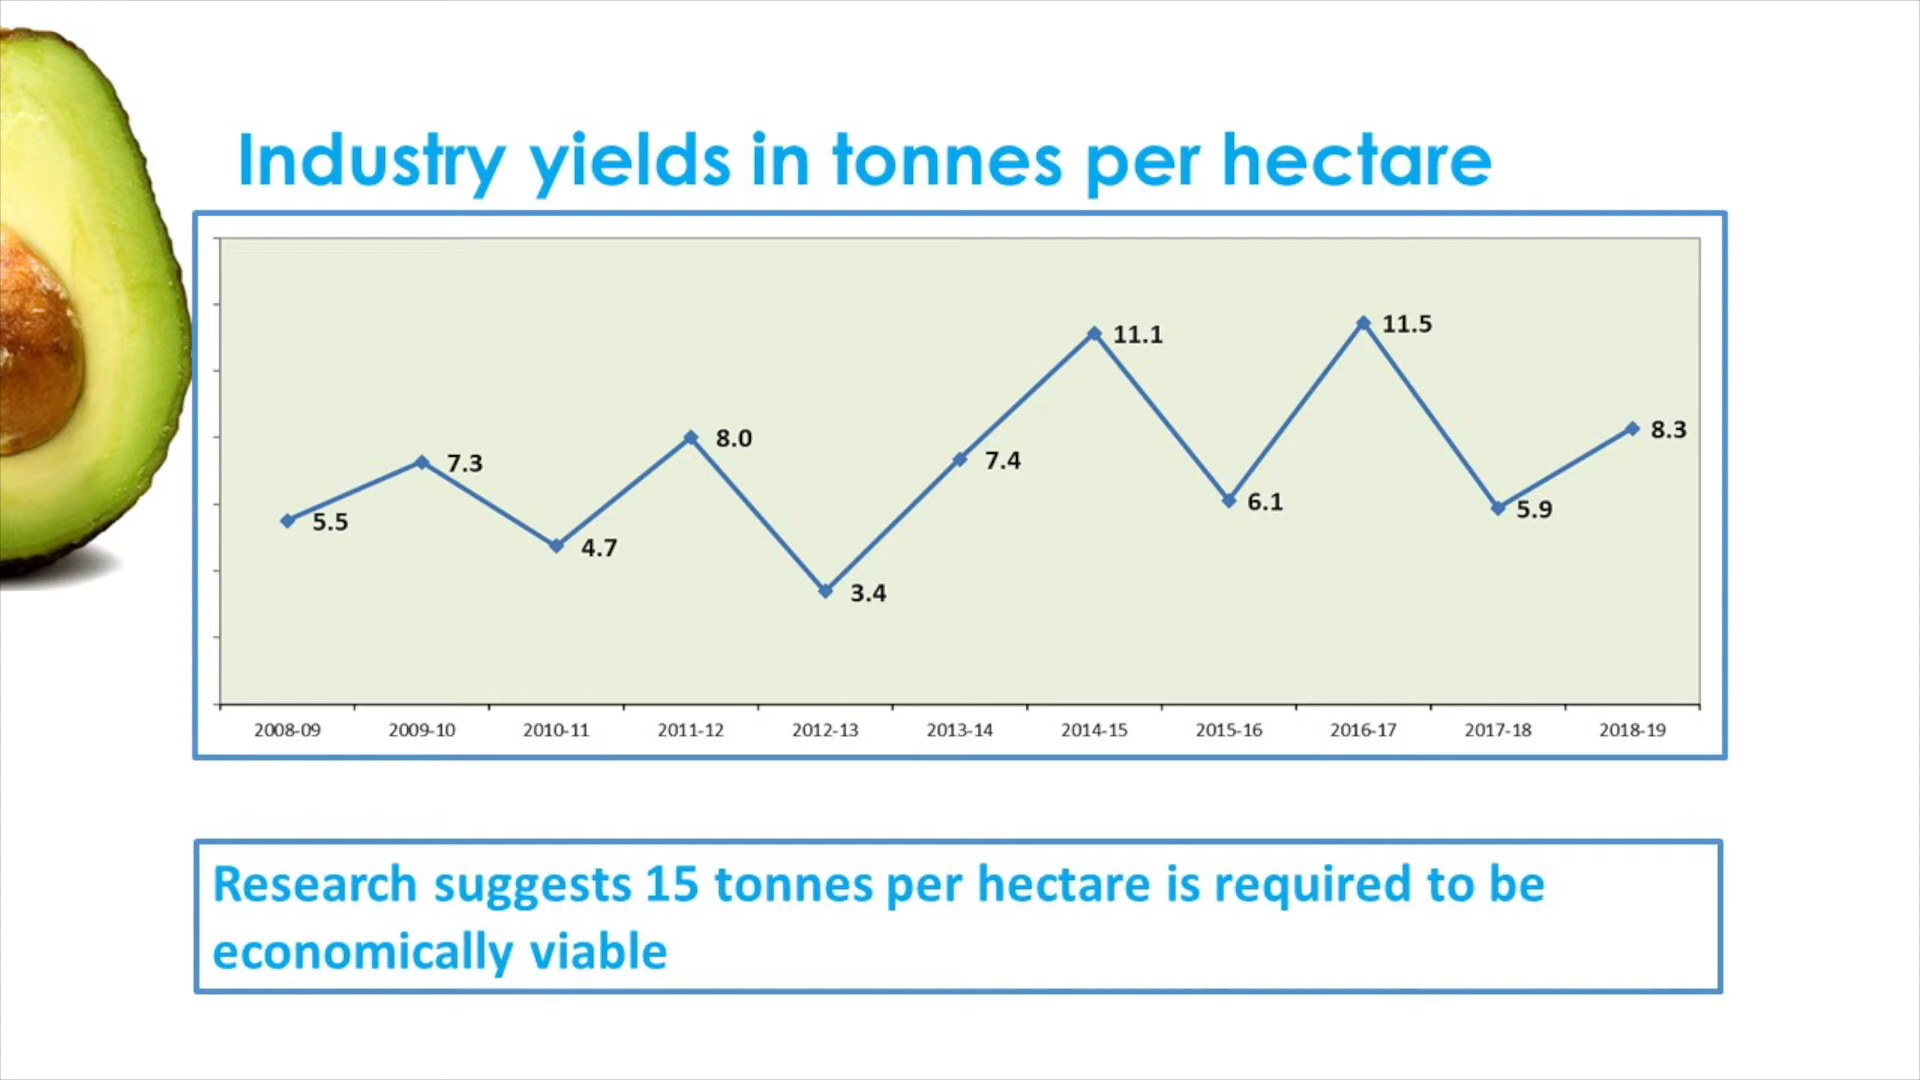 Industry yields in tonnes per hectare
11.5
11.1
8.3
8.0
7.3
7.4
5.5
6.1
5.9
4.7
3.4
2008-09 2009-10 2010-11 2011-12 2012-13 2013-14 2014-15 2015-16 2016-17 2017-18 2018-19
Research suggests 15 tonnes per hectare is required to be
economically viable